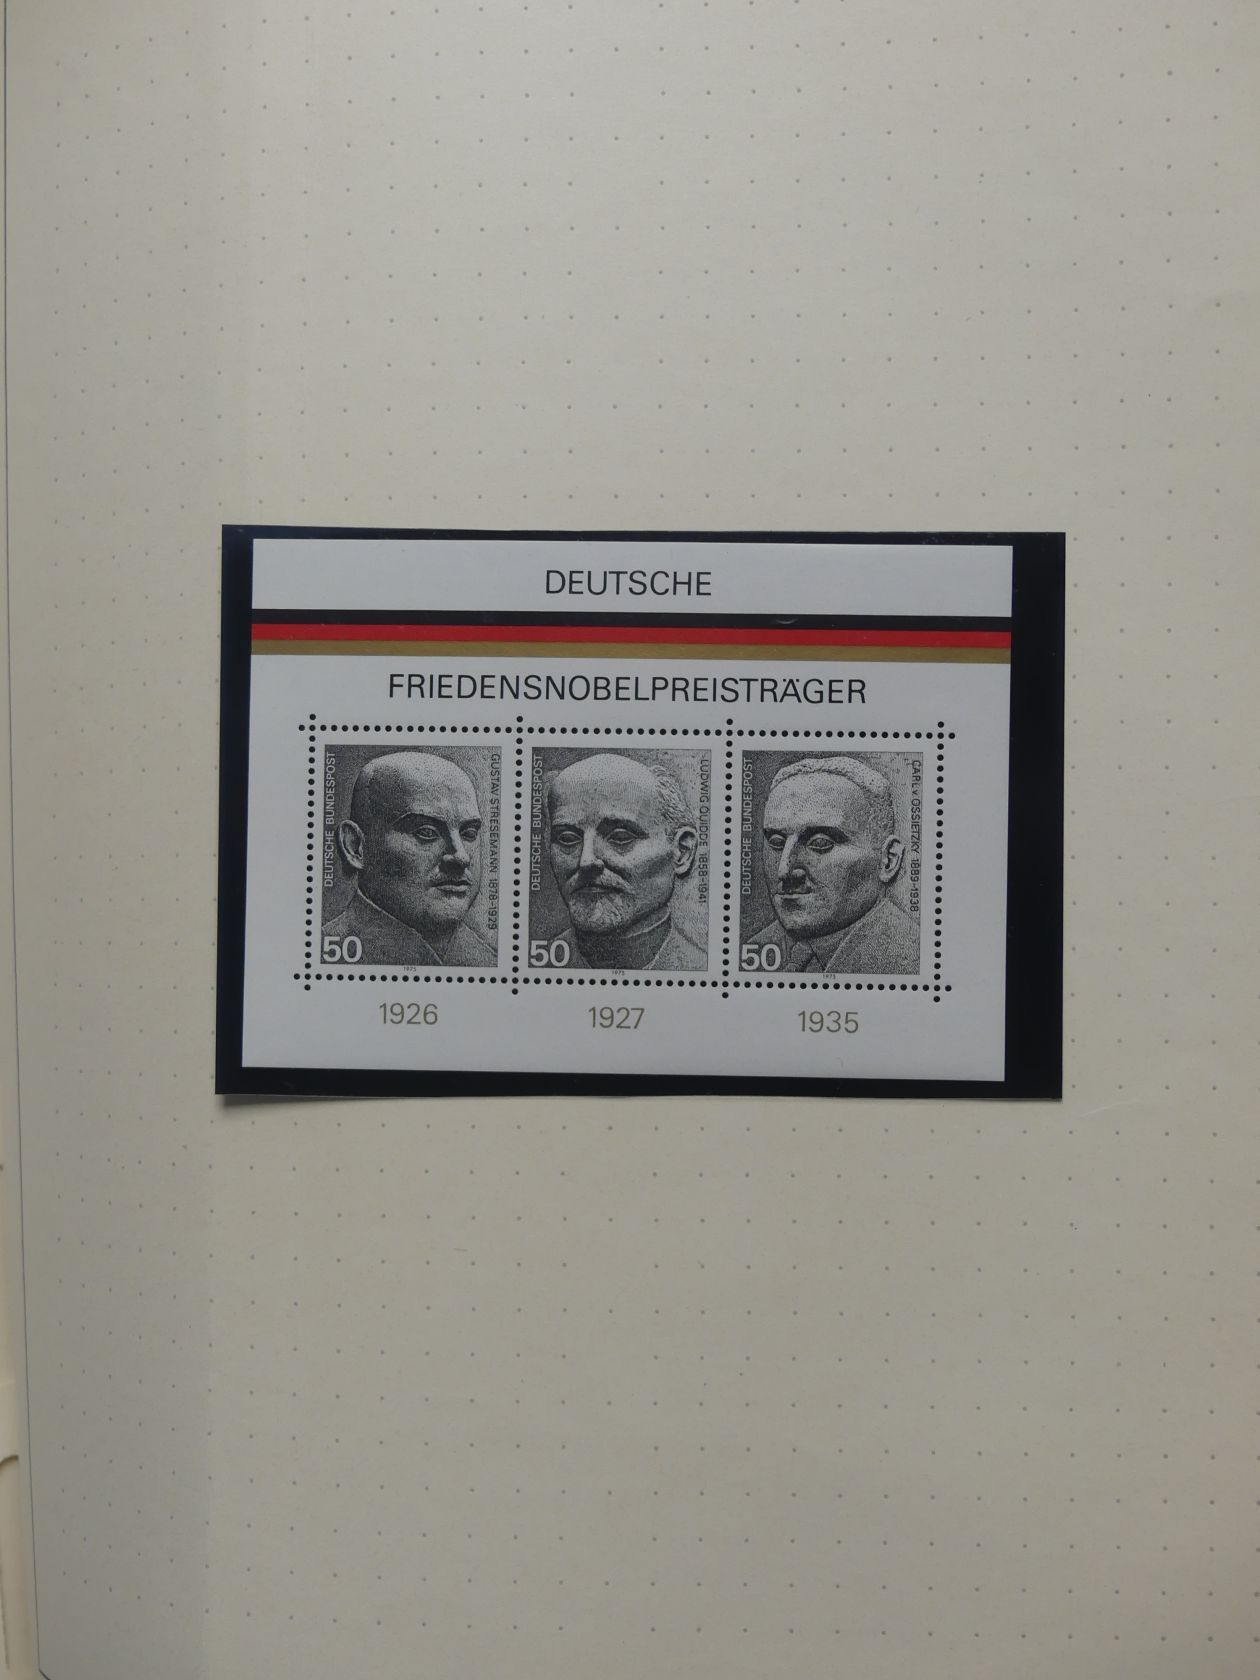 DEUTSCHE
FRIEDENSNOBELPREISTRÄGER
DEUTSCHE BUNDESPOST
GUSTAV STRESEMANN 1878-1929
50
1975
DEUTSCHE BUNDESPOST
LUDWIG QUIDDE 1858-1941
50
1975
DEUTSCHE BUNDESPOST
CARL v. OSSIETZKY 1889-1938
50
1975
1926
1927
1935